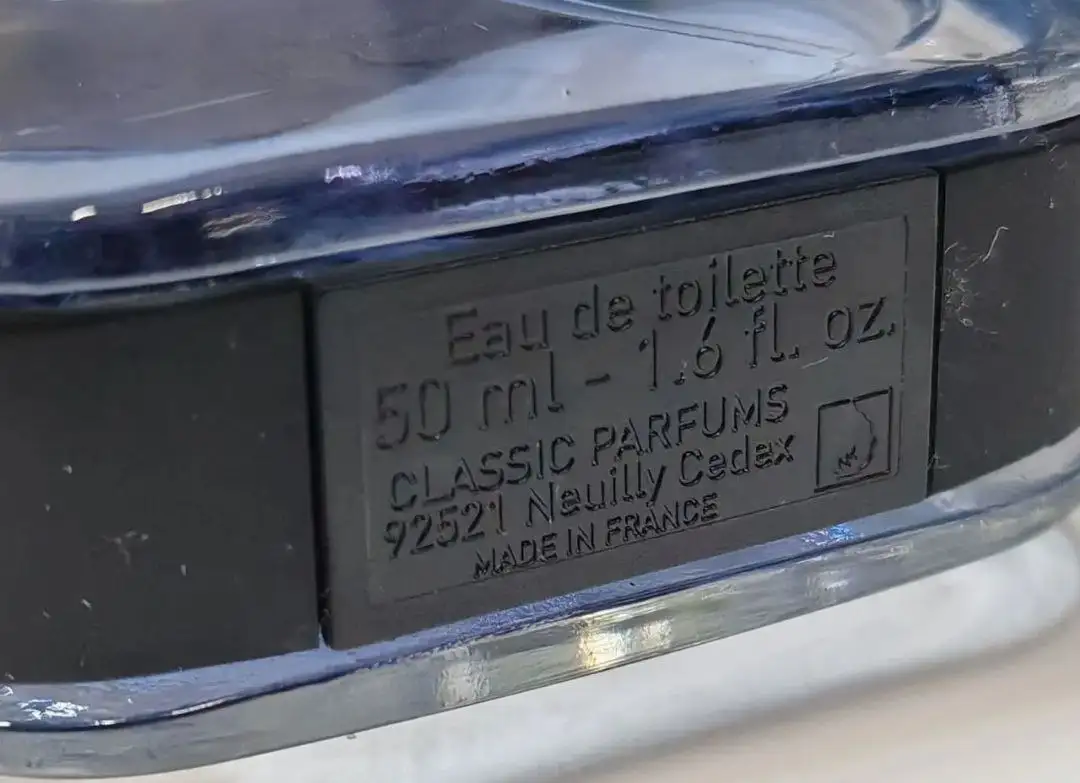 Eau de toilette
50 ml - 1.6 fl. oz.
CLASSIC PARFUMS
92521 Neuilly Cedex
MADE IN FRANCE